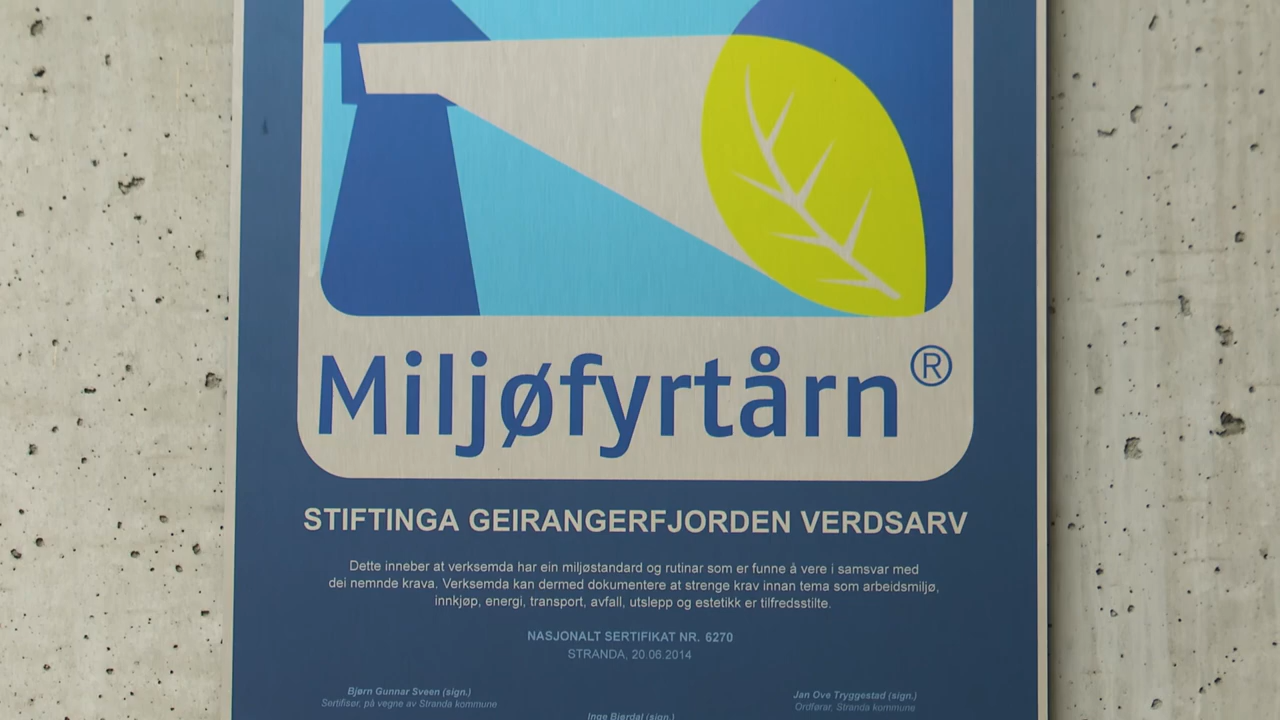 Miljøfyrtårn®
STIFTINGA GEIRANGERFJORDEN VERDSARV
Dette inneber at verksemda har ein miljøstandard og rutinar som er funne å vere i samsvar med
dei nemnde krava. Verksemda kan dermed dokumentere at strenge krav innan tema som arbeidsmiljø,
innkjøp, energi, transport, avfall, utslepp og estetikk er tilfredsstilte.
NASJONALT SERTIFIKAT NR. 6270
STRANDA, 20.06.2014
Bjørn Gunnar Sveen (sign.)
Sertifisør, på vegne av Stranda kommune
Jan Ove Tryggestad (sign.)
Ordførar, Stranda kommune
Inge Bjørdal (sign.)